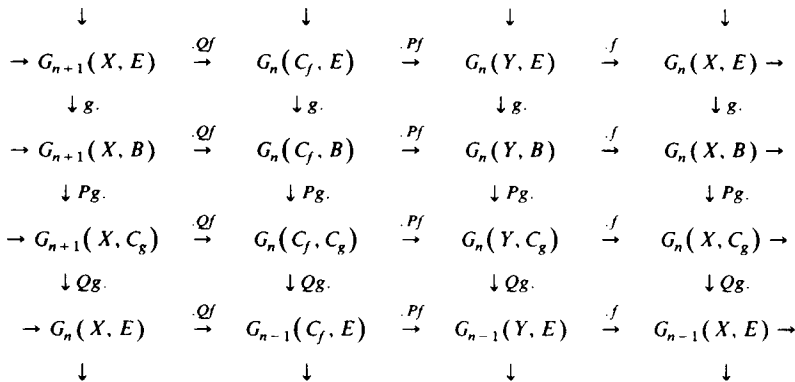 ↓ ↓ ↓ ↓
→ G_{n+1}(X, E) →^{.Qf} G_n(C_f, E) →^{.Pf} G_n(Y, E) →^{.f} G_n(X, E) →
↓ g. ↓ g. ↓ g. ↓ g.
→ G_{n+1}(X, B) →^{.Qf} G_n(C_f, B) →^{.Pf} G_n(Y, B) →^{.f} G_n(X, B) →
↓ Pg. ↓ Pg. ↓ Pg. ↓ Pg.
→ G_{n+1}(X, C_g) →^{.Qf} G_n(C_f, C_g) →^{.Pf} G_n(Y, C_g) →^{.f} G_n(X, C_g) →
↓ Qg. ↓ Qg. ↓ Qg. ↓ Qg.
→ G_n(X, E) →^{.Qf} G_{n-1}(C_f, E) →^{.Pf} G_{n-1}(Y, E) →^{.f} G_{n-1}(X, E) →
↓ ↓ ↓ ↓